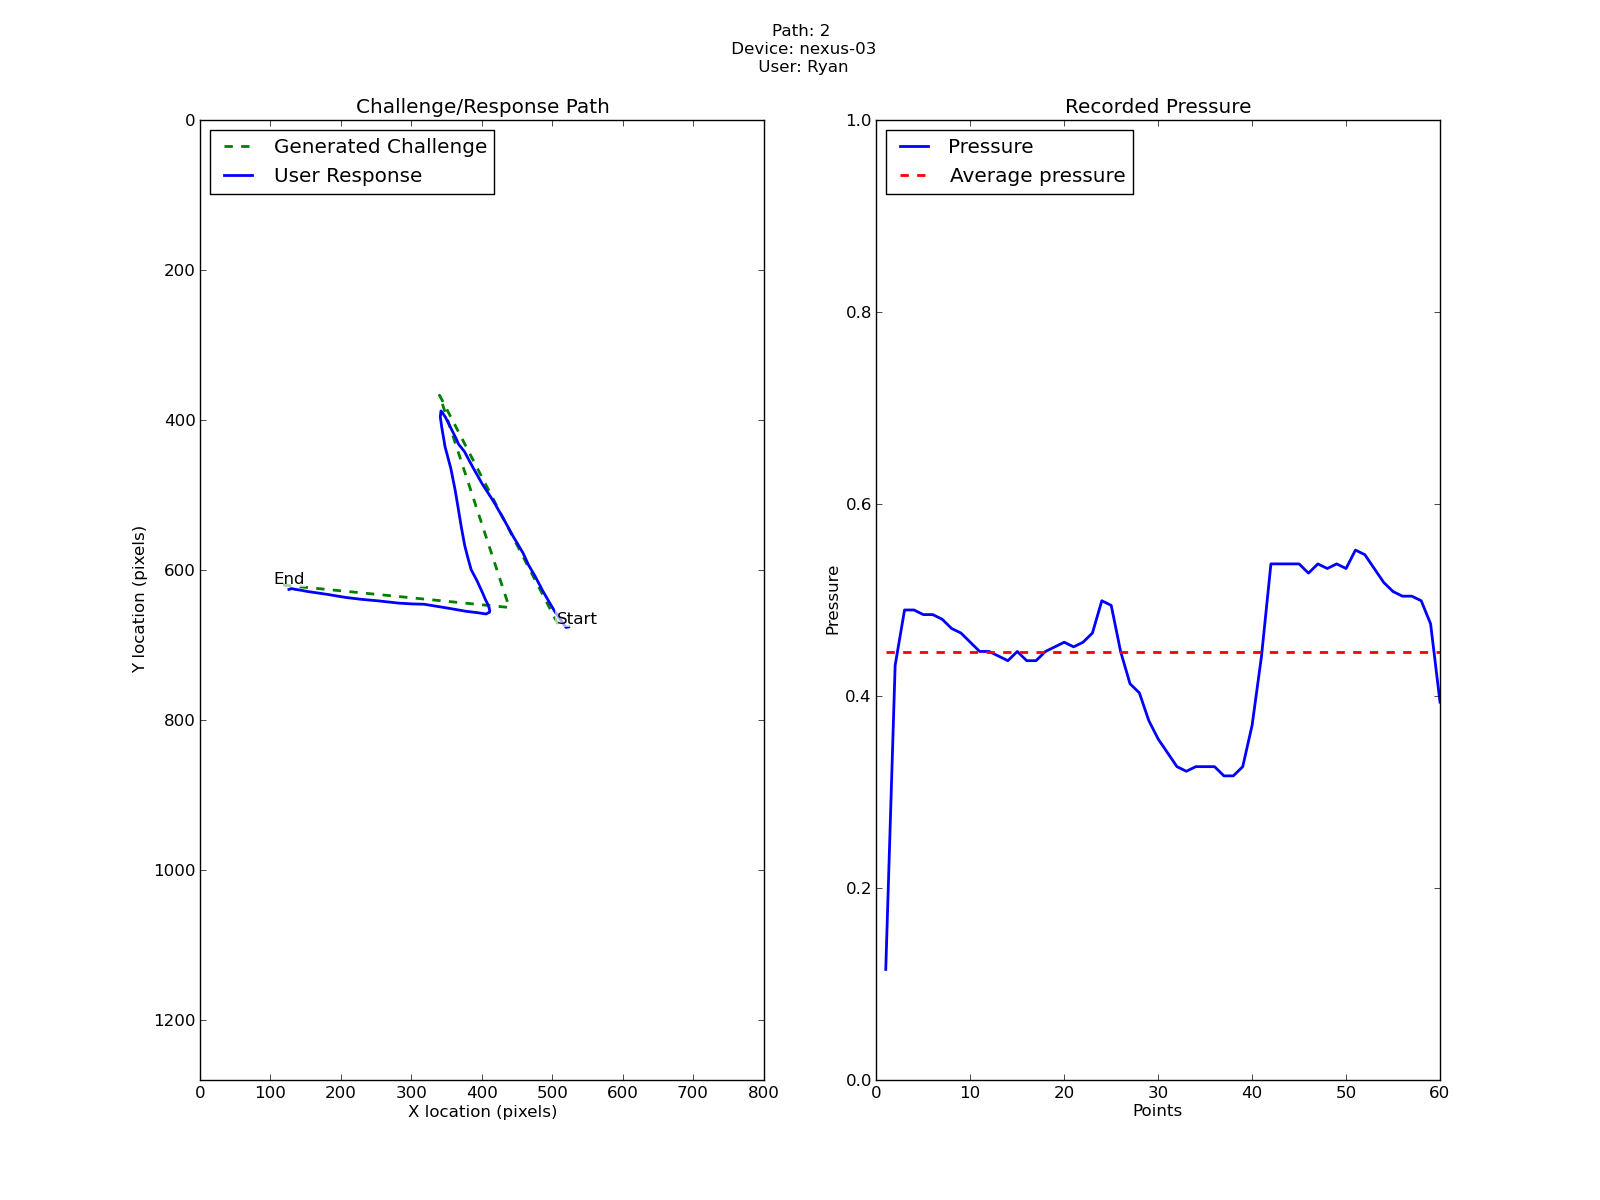 Path: 2
Device: nexus-03
User: Ryan
Challenge/Response Path
Generated Challenge
User Response
0
200
400
600
800
1000
1200
Y location (pixels)
End
Start
0 100 200 300 400 500 600 700 800
X location (pixels)
Recorded Pressure
Pressure
Average pressure
1.0
0.8
0.6
0.4
0.2
0.0
Pressure
0 10 20 30 40 50 60
Points